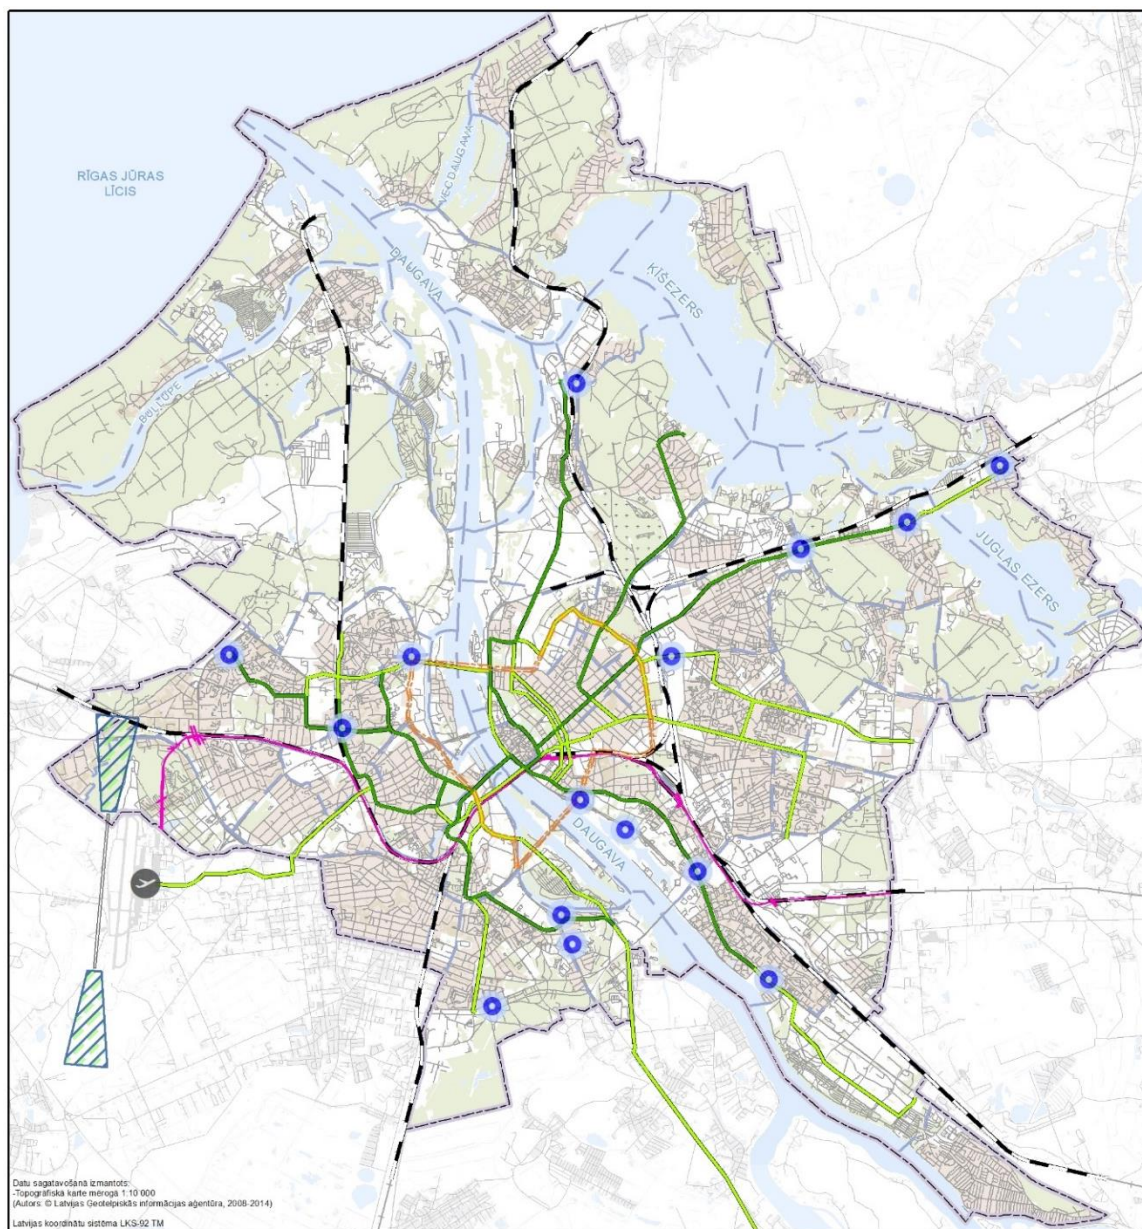 RĪGAS JŪRAS
LĪCIS
VECDAUGAVA
DAUGAVA
ĶĪŠEZERS
BUĻĻUPE
JUGLAS EZERS
DAUGAVA
Datu sagatavošanā izmantots:
-Topogrāfiskā karte mērogā 1:10 000
(Autors: © Latvijas Ģeotelpiskās informācijas aģentūra, 2008-2014)
Latvijas koordinātu sistēma LKS-92 TM